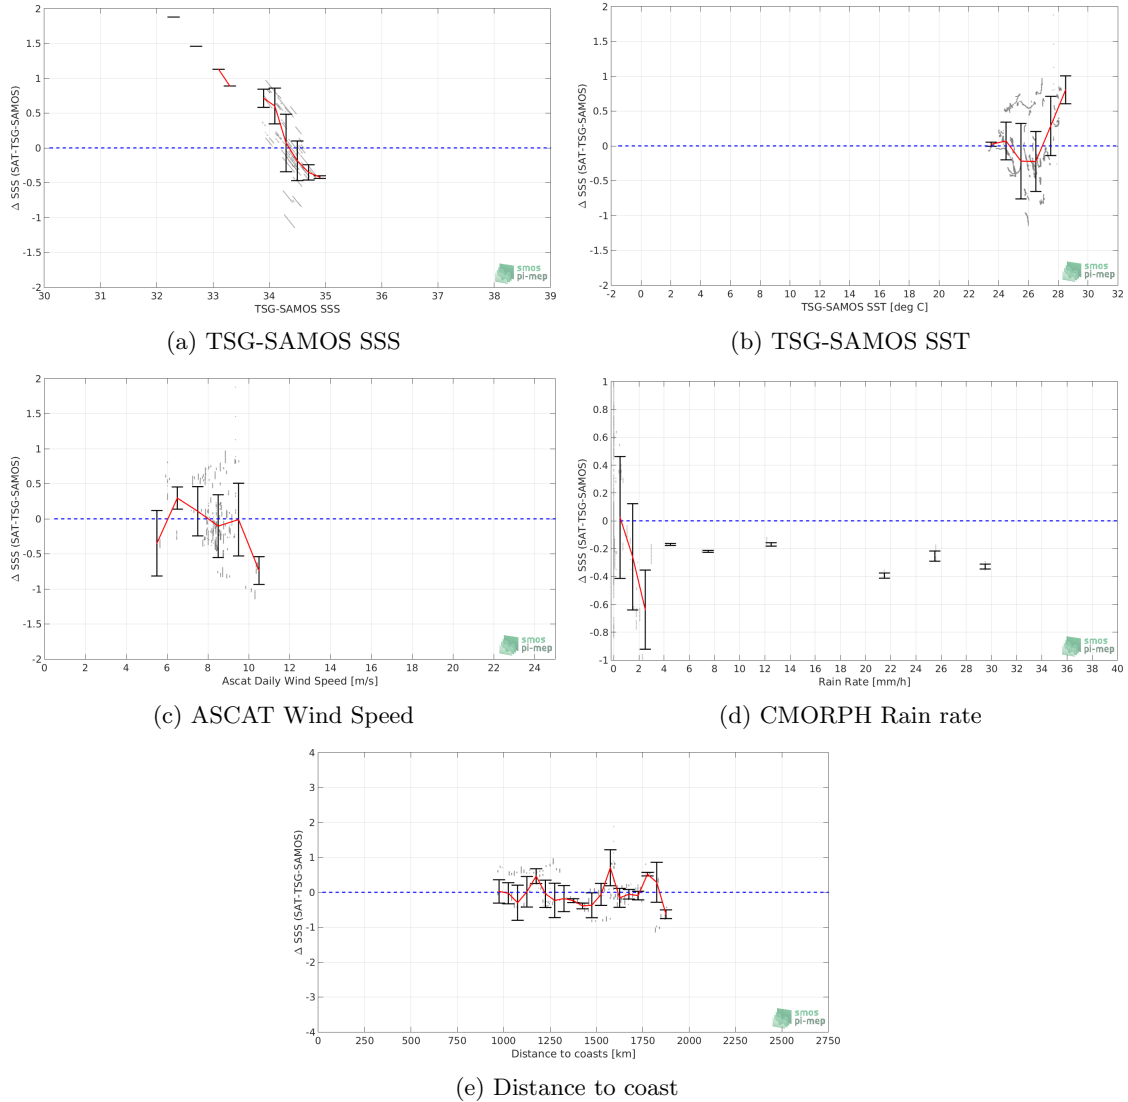 2
1.5
1
0.5
0
-0.5
-1
-1.5
-2
30 31 32 33 34 35 36 37 38 39
Δ SSS (SAT-TSG-SAMOS)
TSG-SAMOS SSS
smos
pi-mep
(a) TSG-SAMOS SSS
2
1.5
1
0.5
0
-0.5
-1
-1.5
-2
-2 0 2 4 6 8 10 12 14 16 18 20 22 24 26 28 30 32
Δ SSS (SAT-TSG-SAMOS)
TSG-SAMOS SST [deg C]
smos
pi-mep
(b) TSG-SAMOS SST
2
1.5
1
0.5
0
-0.5
-1
-1.5
-2
0 2 4 6 8 10 12 14 16 18 20 22 24
Δ SSS (SAT-TSG-SAMOS)
Ascat Daily Wind Speed [m/s]
smos
pi-mep
(c) ASCAT Wind Speed
1
0.8
0.6
0.4
0.2
0
-0.2
-0.4
-0.6
-0.8
-1
0 2 4 6 8 10 12 14 16 18 20 22 24 26 28 30 32 34 36 38 40
Δ SSS (SAT-TSG-SAMOS)
Rain Rate [mm/h]
smos
pi-mep
(d) CMORPH Rain rate
4
3
2
1
0
-1
-2
-3
-4
0 250 500 750 1000 1250 1500 1750 2000 2250 2500 2750
Δ SSS (SAT-TSG-SAMOS)
Distance to coasts [km]
smos
pi-mep
(e) Distance to coast